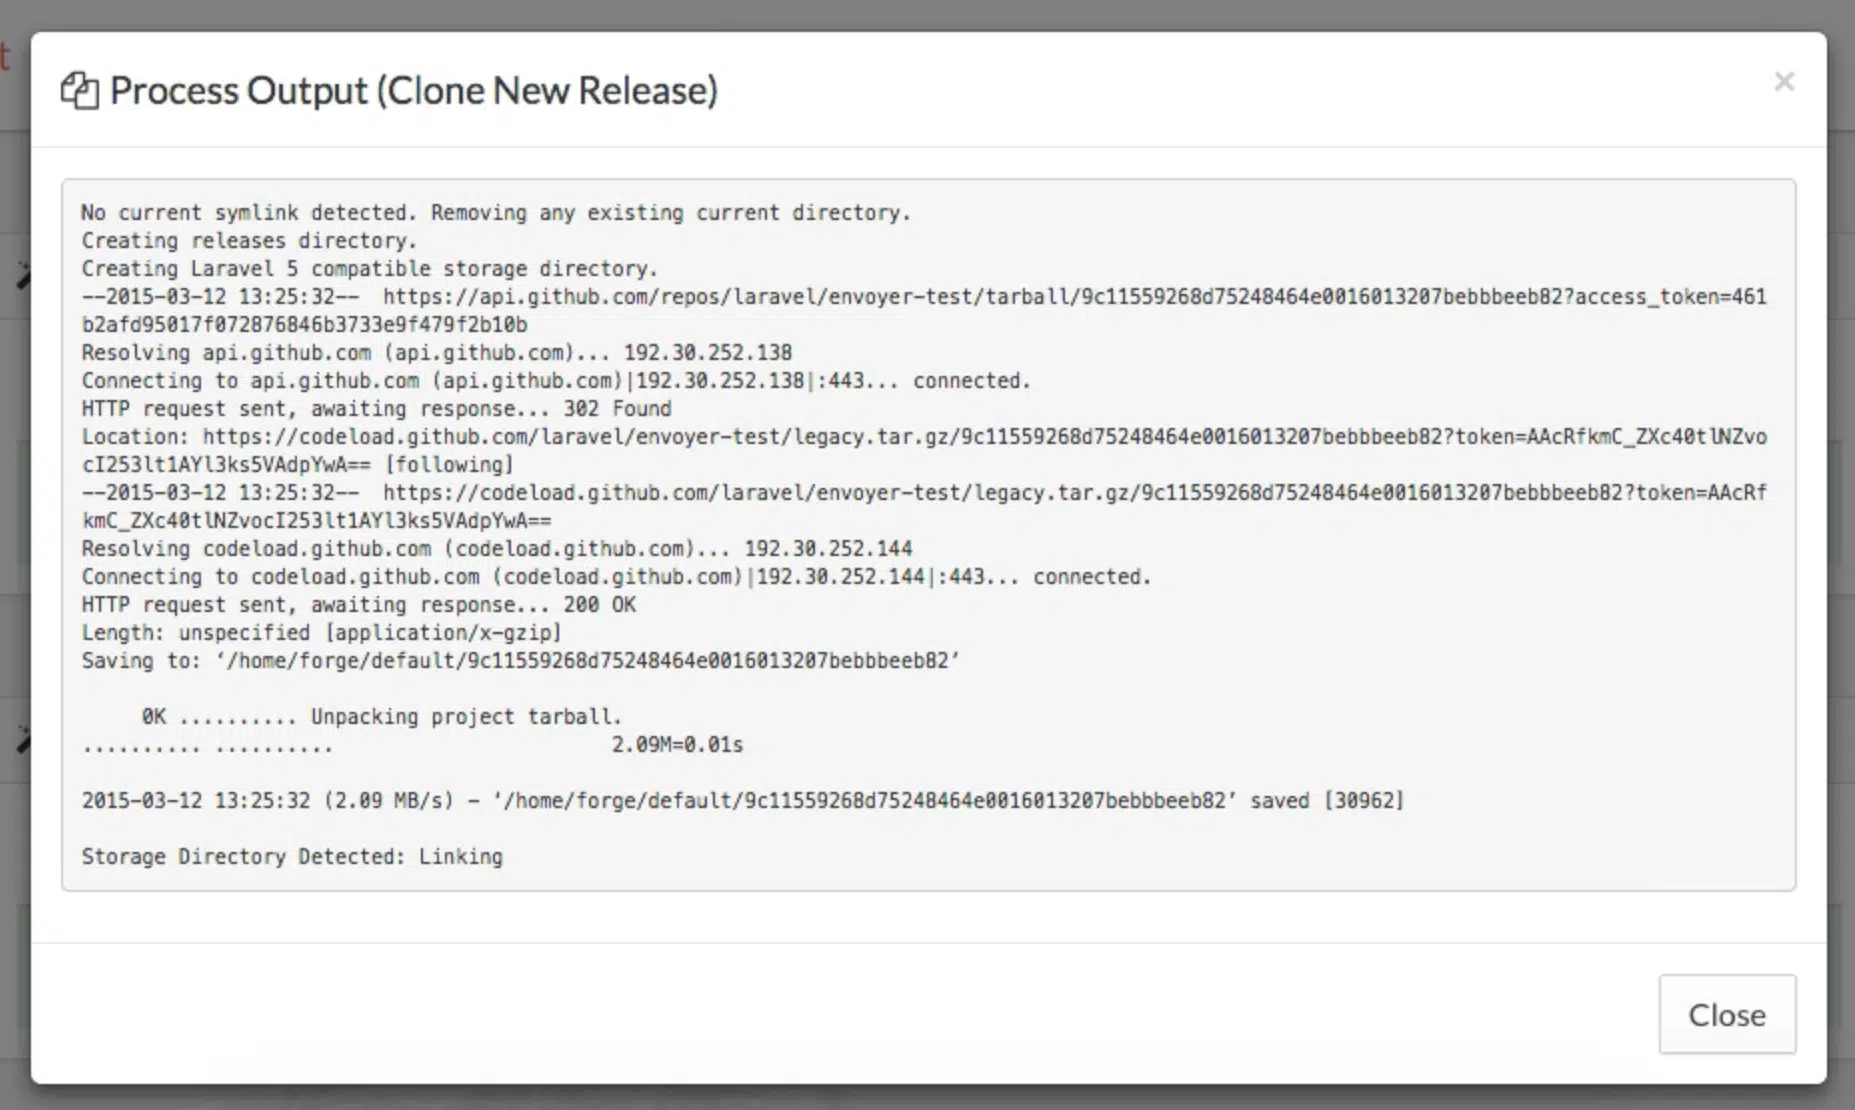 t
Process Output (Clone New Release)
×
No current symlink detected. Removing any existing current directory.
Creating releases directory.
Creating Laravel 5 compatible storage directory.
--2015-03-12 13:25:32--  https://api.github.com/repos/laravel/envoyer-test/tarball/9c11559268d75248464e0016013207bebbbeeb82?access_token=461
b2afd95017f072876846b3733e9f479f2b10b
Resolving api.github.com (api.github.com)... 192.30.252.138
Connecting to api.github.com (api.github.com)|192.30.252.138|:443... connected.
HTTP request sent, awaiting response... 302 Found
Location: https://codeload.github.com/laravel/envoyer-test/legacy.tar.gz/9c11559268d75248464e0016013207bebbbeeb82?token=AAcRfkmC_ZXc40tlNZvo
cI253lt1AYl3ks5VAdpYwA== [following]
--2015-03-12 13:25:32--  https://codeload.github.com/laravel/envoyer-test/legacy.tar.gz/9c11559268d75248464e0016013207bebbbeeb82?token=AAcRf
kmC_ZXc40tlNZvocI253lt1AYl3ks5VAdpYwA==
Resolving codeload.github.com (codeload.github.com)... 192.30.252.144
Connecting to codeload.github.com (codeload.github.com)|192.30.252.144|:443... connected.
HTTP request sent, awaiting response... 200 OK
Length: unspecified [application/x-gzip]
Saving to: ‘/home/forge/default/9c11559268d75248464e0016013207bebbbeeb82’
0K .......... Unpacking project tarball.
.......... ..........                       2.09M=0.01s
2015-03-12 13:25:32 (2.09 MB/s) - ‘/home/forge/default/9c11559268d75248464e0016013207bebbbeeb82’ saved [30962]
Storage Directory Detected: Linking
Close